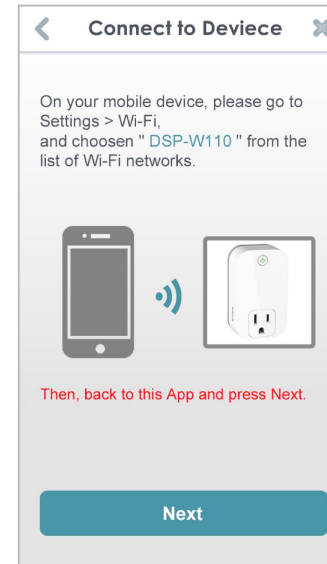 Connect to Deviece
On your mobile device, please go to
Settings > Wi-Fi,
and choosen " DSP-W110 " from the
list of Wi-Fi networks.
Then, back to this App and press Next.
Next